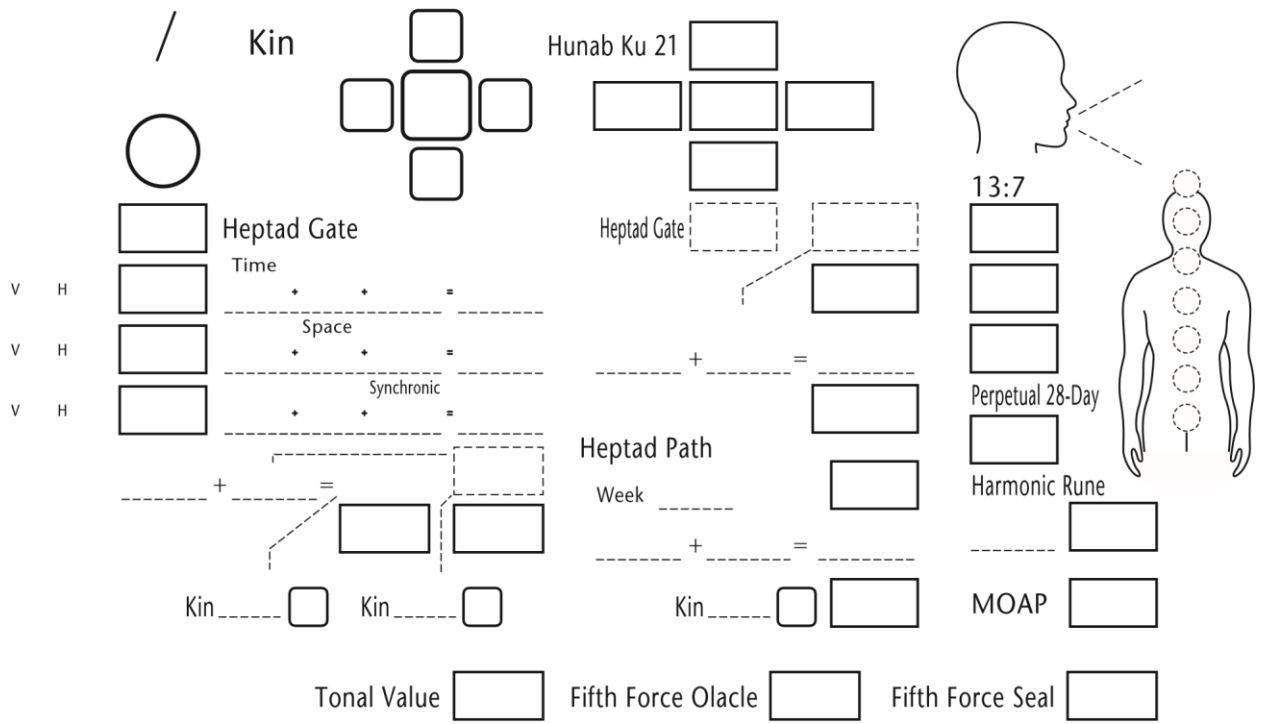 / Kin
Hunab Ku 21
13:7
Heptad Gate
Heptad Gate
Time
V H + + =
Space
V H + + =
+ =
Synchronic
V H + + =
Perpetual 28-Day
Heptad Path
+ =
Week
Harmonic Rune
+ =
Kin
Kin
Kin
MOAP
Tonal Value
Fifth Force Olacle
Fifth Force Seal